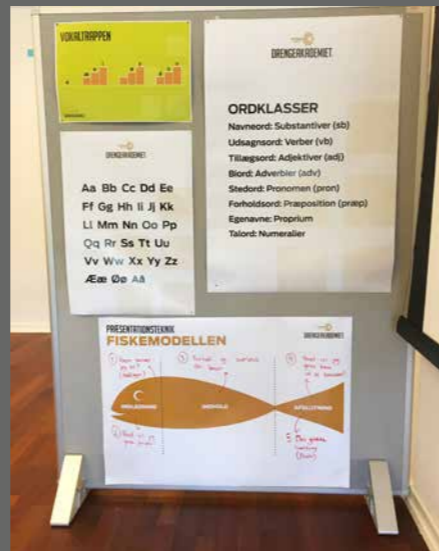 VOKALTRAPPEN
DRENGEAKADEMIET
ORDKLASSER
Navneord: Substantiver (sb)
Udsagnsord: Verber (vb)
Tillægsord: Adjektiver (adj)
Biord: Adverbier (adv)
Stedord: Pronomen (pron)
Forholdsord: Præposition (præp)
Egenavne: Proprium
Talord: Numeralier
DRENGEAKADEMIET
Aa Bb Cc Dd Ee
Ff Gg Hh Ii Jj Kk
Ll Mm Nn Oo Pp
Qq Rr Ss Tt Uu
Vv Ww Xx Yy Zz
Ææ Øø Åå
PRÆSENTATIONSTEKNIK
FISKEMODELLEN
DRENGEAKADEMIET
INDLEDNING
INDHOLD
AFSLUTNING